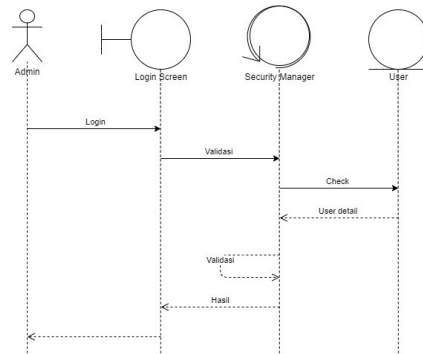 Admin
Login Screen
Security Manager
User
Login
Validasi
Check
User detail
Validasi
Hasil